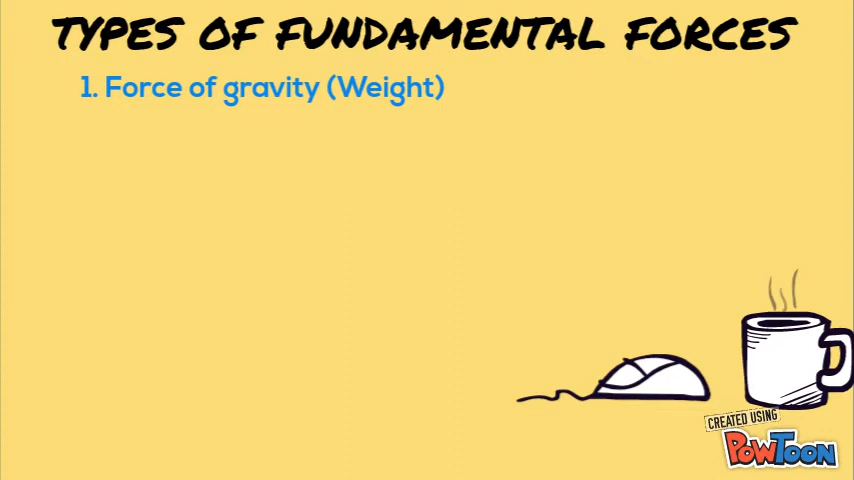 TYPES OF FUNDAMENTAL FORCES
1. Force of gravity (Weight)
CREATED USING
POWTOON